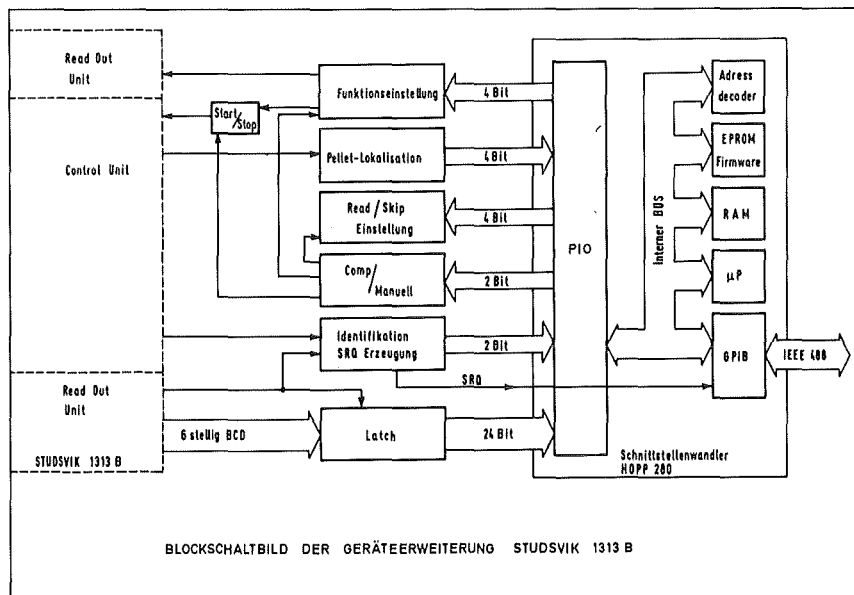 Read Out
Unit
Control Unit
Read Out
Unit
STUDSVIK 1313 B
Start/
Stop
6 stellig BCD
Funktionseinstellung
Pellet-Lokalisation
Read / Skip
Einstellung
Comp/
Manuell
Identifikation
SRQ Erzeugung
SRQ
Latch
4 Bit
4 Bit
4 Bit
2 Bit
2 Bit
24 Bit
PIO
Interner BUS
Adress
decoder
EPROM
Firmware
RAM
µP
GPIB
IEEE 488
Schnittstellenwandler
HOPP 280
BLOCKSCHALTBILD DER GERÄTEERWEITERUNG STUDSVIK 1313 B